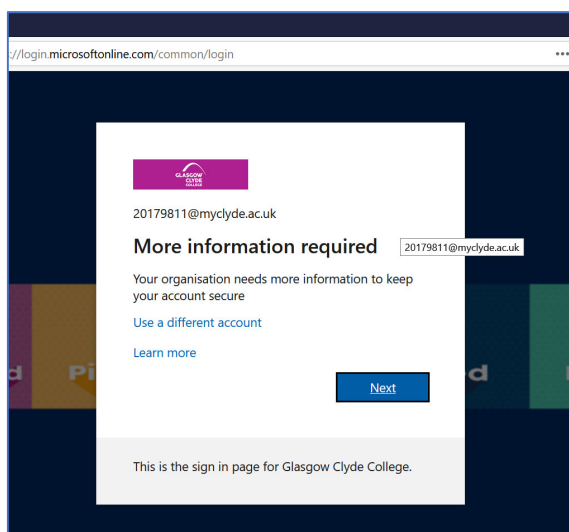 ://login.microsoftonline.com/common/login
GLASGOW
CLYDE
COLLEGE
20179811@myclyde.ac.uk
More information required
20179811@myclyde.ac.uk
Your organisation needs more information to keep
your account secure
Use a different account
Learn more
d
Pi
d
Next
This is the sign in page for Glasgow Clyde College.